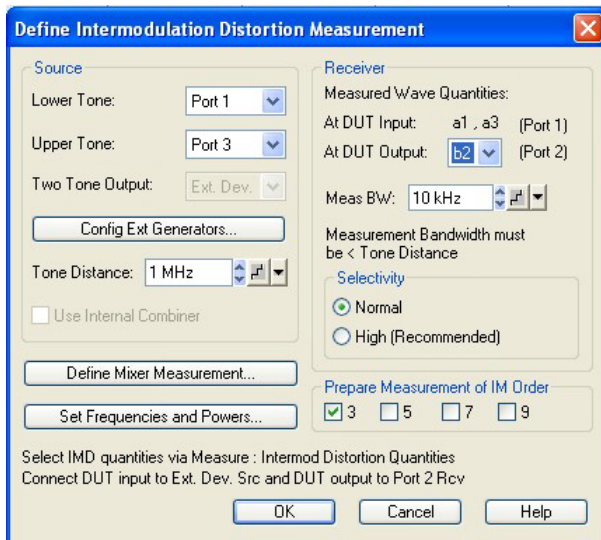 Define Intermodulation Distortion Measurement
Source
Lower Tone: Port 1
Upper Tone: Port 3
Two Tone Output: Ext. Dev.
Config Ext Generators...
Tone Distance: 1 MHz
Use Internal Combiner
Define Mixer Measurement...
Set Frequencies and Powers...
Receiver
Measured Wave Quantities:
At DUT Input: a1 , a3 (Port 1)
At DUT Output: b2 (Port 2)
Meas BW: 10 kHz
Measurement Bandwidth must
be < Tone Distance
Selectivity
Normal
High (Recommended)
Prepare Measurement of IM Order
3 5 7 9
Select IMD quantities via Measure : Intermod Distortion Quantities
Connect DUT input to Ext. Dev. Src and DUT output to Port 2 Rcv
OK Cancel Help